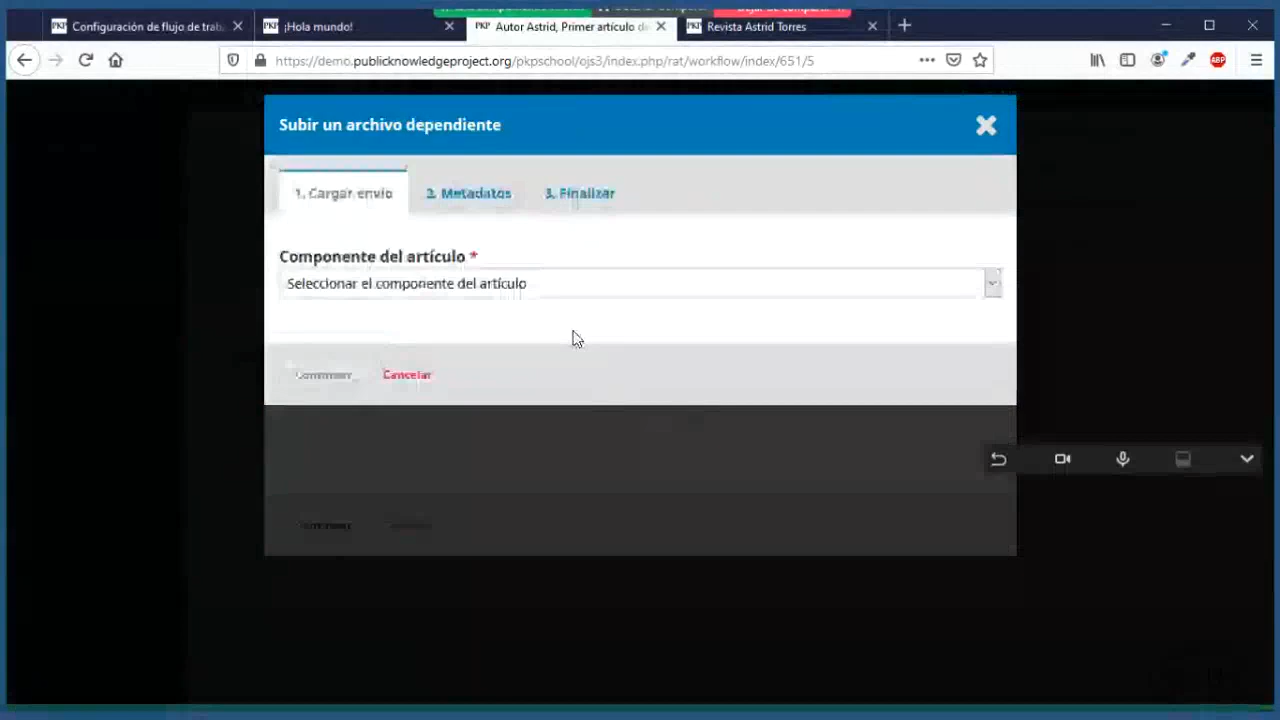 Configuración de flujo de trab
¡Hola mundo!
Autor Astrid, Primer artículo de
Revista Astrid Torres
https://demo.publicknowledgeproject.org/pkpschool/ojs3/index.php/rat/workflow/index/651/5
ABP
Subir un archivo dependiente
1. Cargar envío
2. Metadatos
3. Finalizar
Componente del artículo *
Seleccionar el componente del artículo
Continuar
Cancelar